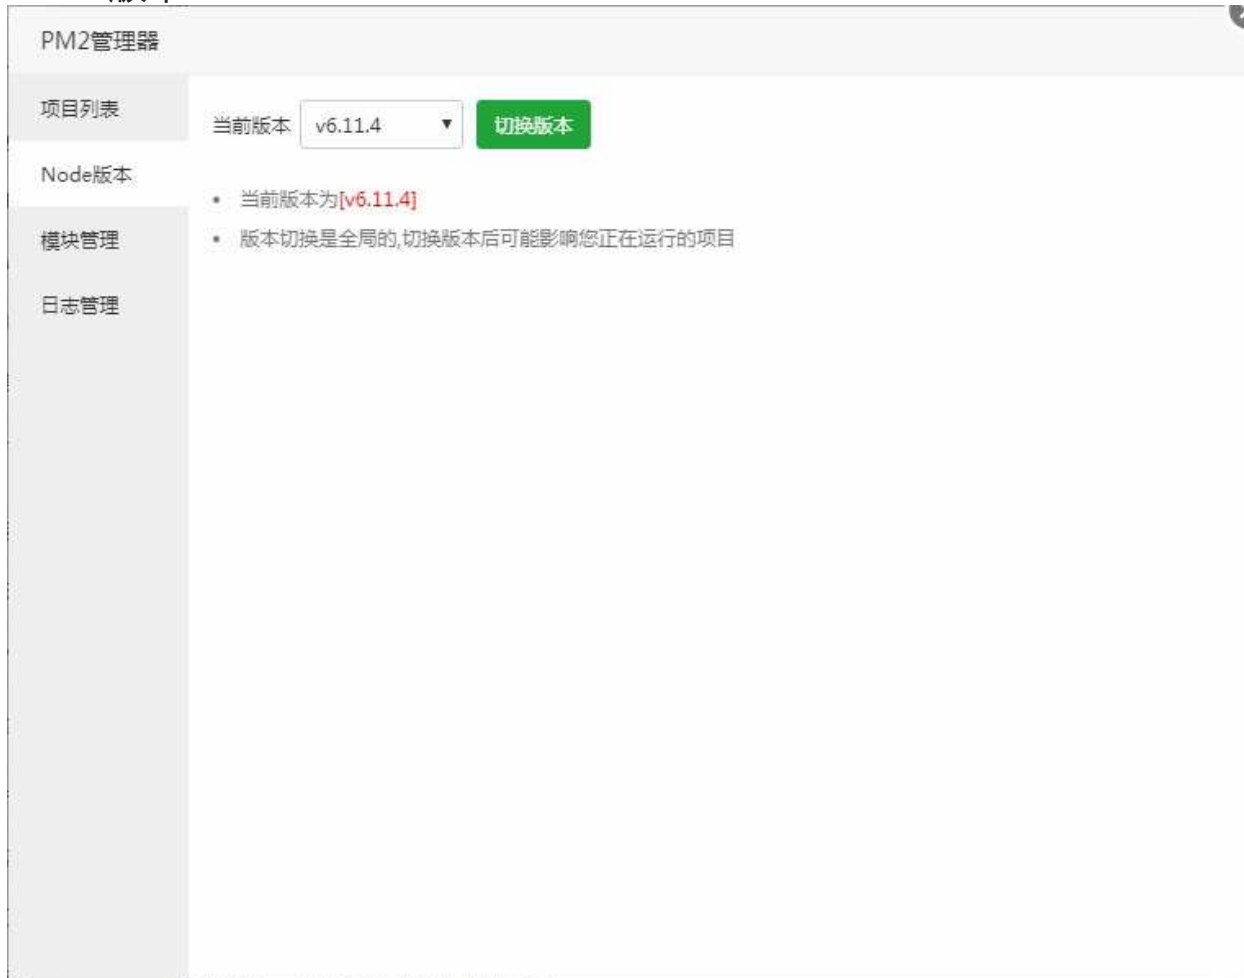 PM2管理器
项目列表
Node版本
模块管理
日志管理
当前版本 v6.11.4 切换版本
当前版本为[v6.11.4]
版本切换是全局的,切换版本后可能影响您正在运行的项目